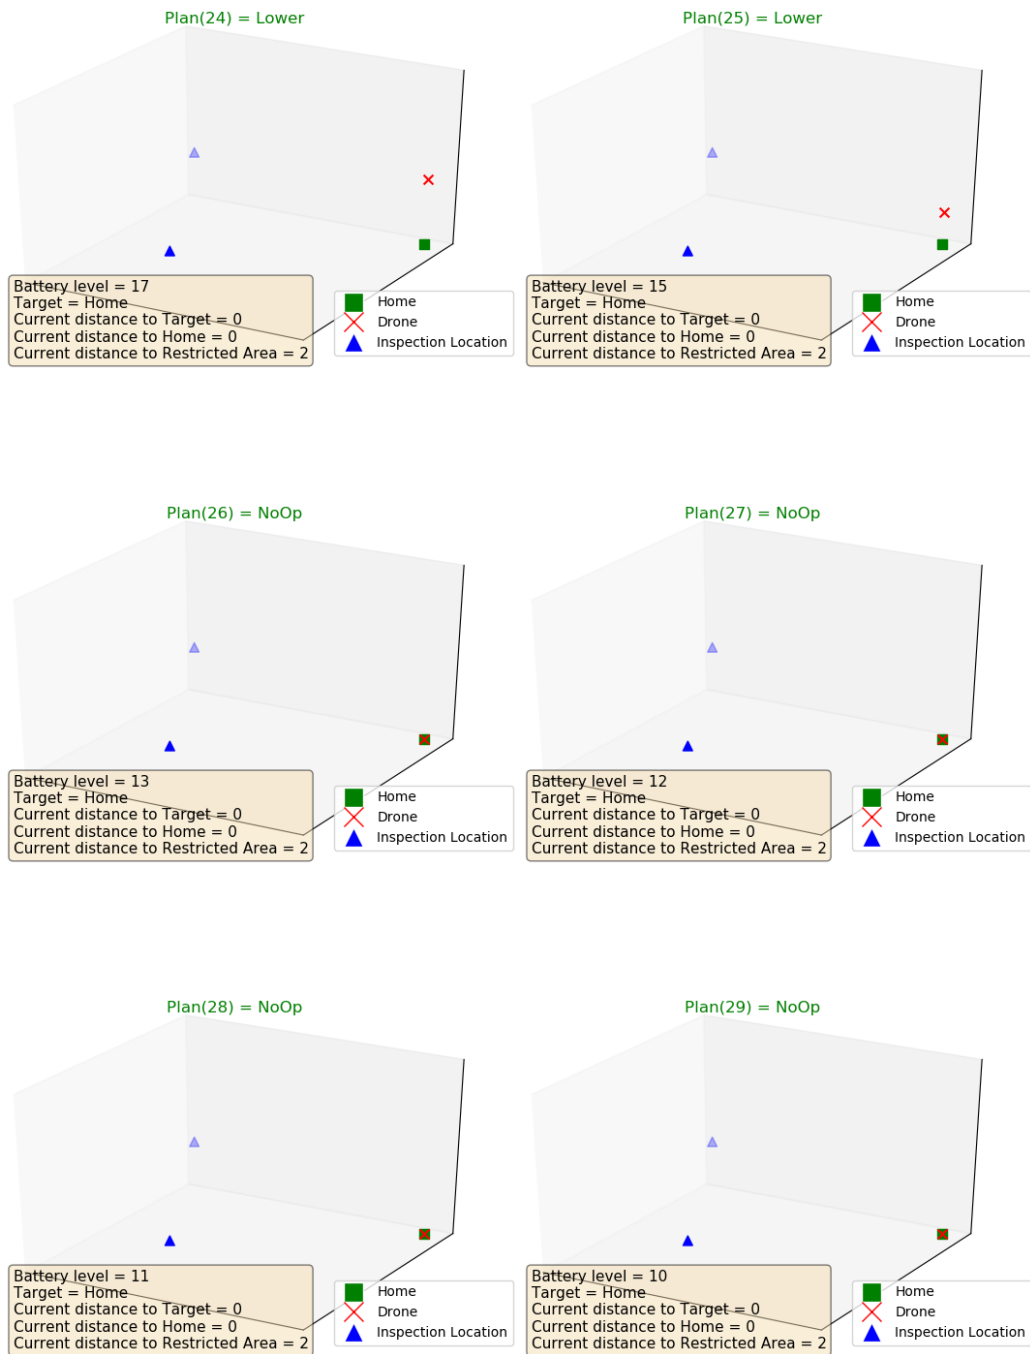 Plan(24) = Lower
Battery level = 17
Target = Home
Current distance to Target = 0
Current distance to Home = 0
Current distance to Restricted Area = 2
Home
Drone
Inspection Location
Plan(25) = Lower
Battery level = 15
Target = Home
Current distance to Target = 0
Current distance to Home = 0
Current distance to Restricted Area = 2
Home
Drone
Inspection Location
Plan(26) = NoOp
Battery level = 13
Target = Home
Current distance to Target = 0
Current distance to Home = 0
Current distance to Restricted Area = 2
Home
Drone
Inspection Location
Plan(27) = NoOp
Battery level = 12
Target = Home
Current distance to Target = 0
Current distance to Home = 0
Current distance to Restricted Area = 2
Home
Drone
Inspection Location
Plan(28) = NoOp
Battery level = 11
Target = Home
Current distance to Target = 0
Current distance to Home = 0
Current distance to Restricted Area = 2
Home
Drone
Inspection Location
Plan(29) = NoOp
Battery level = 10
Target = Home
Current distance to Target = 0
Current distance to Home = 0
Current distance to Restricted Area = 2
Home
Drone
Inspection Location